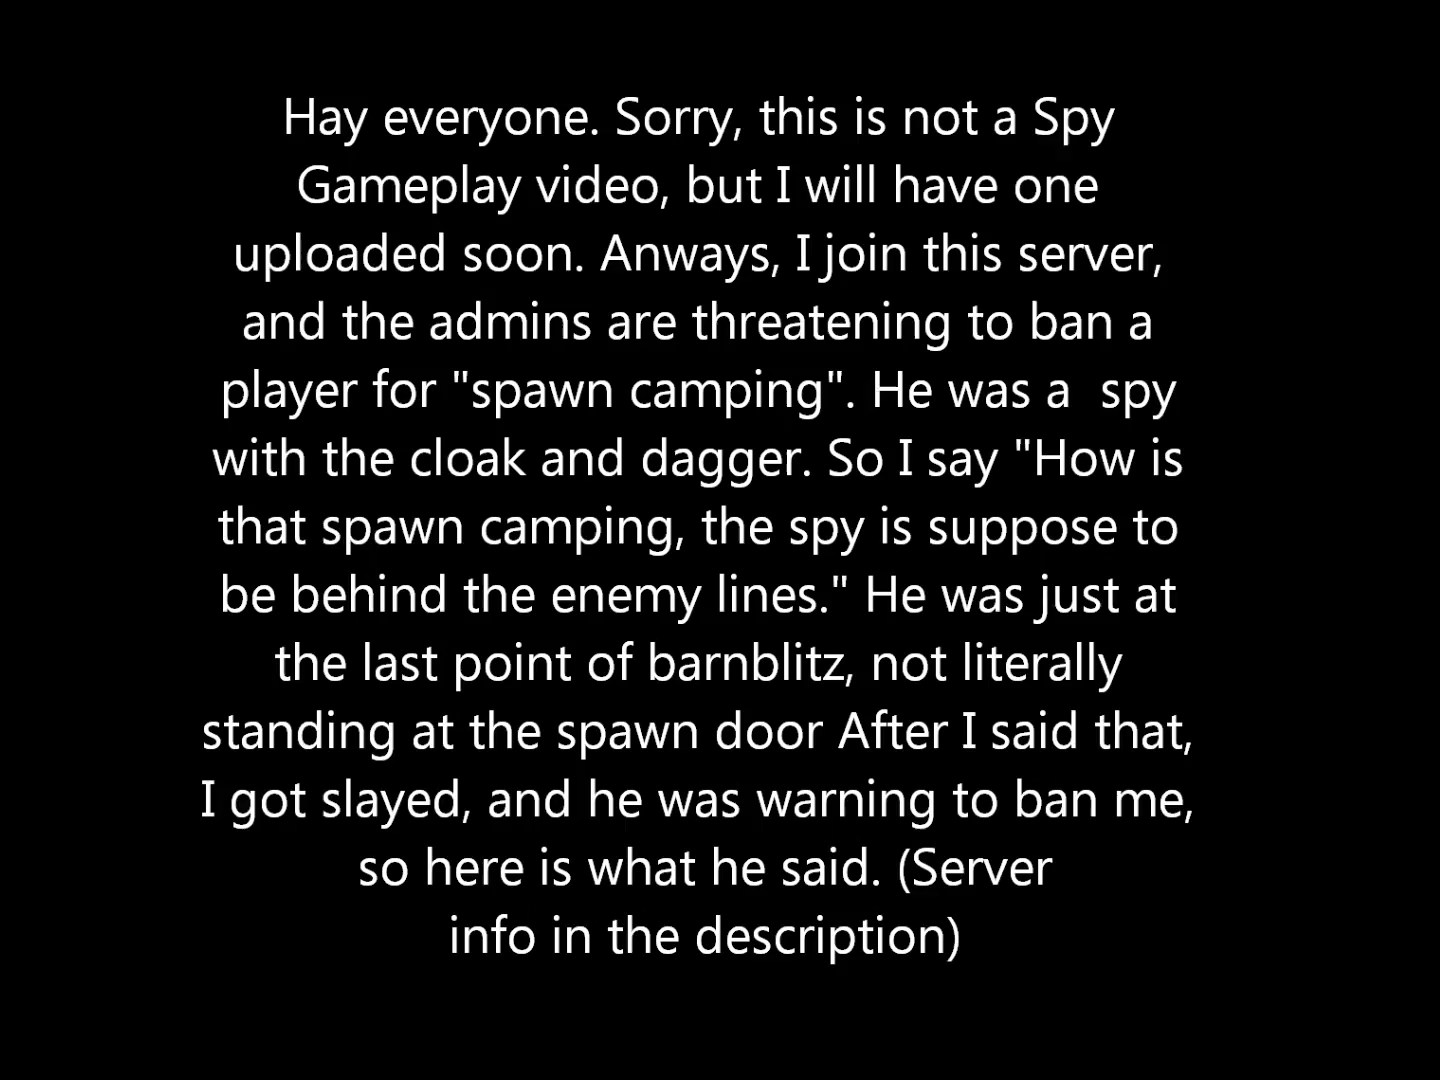 Hay everyone. Sorry, this is not a Spy
Gameplay video, but I will have one
uploaded soon. Anways, I join this server,
and the admins are threatening to ban a
player for "spawn camping". He was a  spy
with the cloak and dagger. So I say "How is
that spawn camping, the spy is suppose to
be behind the enemy lines." He was just at
the last point of barnblitz, not literally
standing at the spawn door After I said that,
I got slayed, and he was warning to ban me,
so here is what he said. (Server
info in the description)